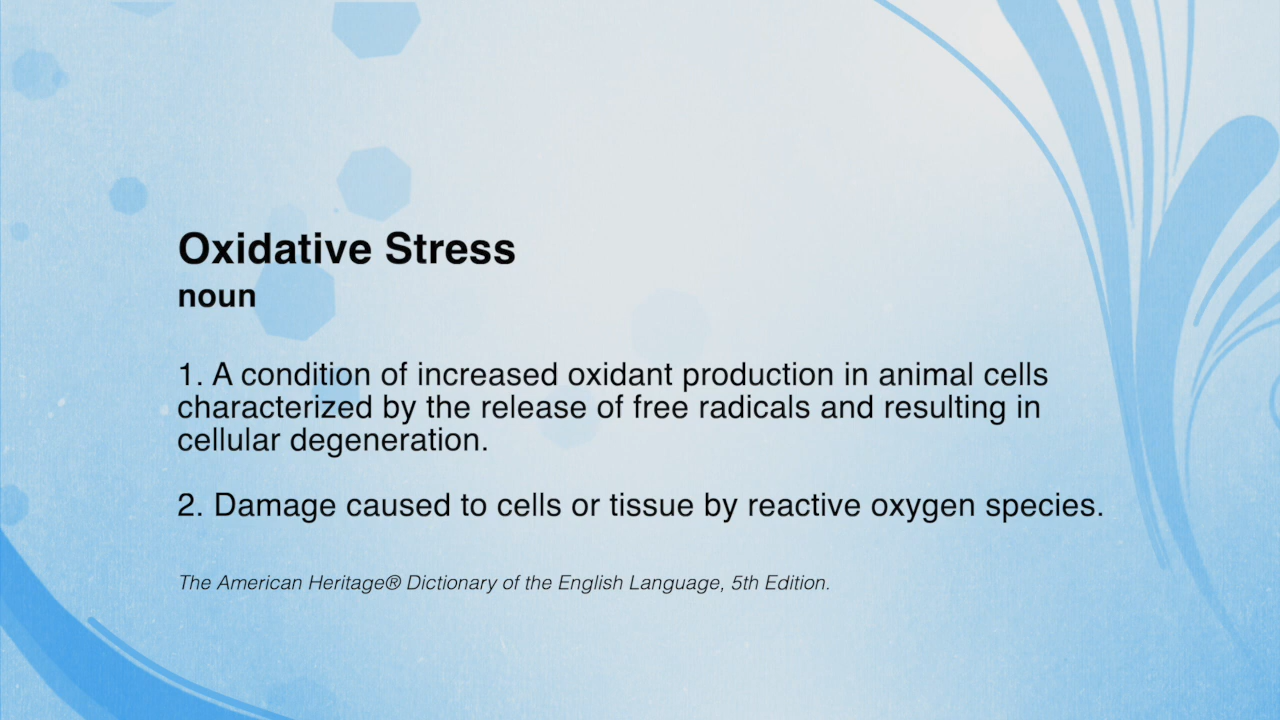 Oxidative Stress
noun
1. A condition of increased oxidant production in animal cells
characterized by the release of free radicals and resulting in
cellular degeneration.
2. Damage caused to cells or tissue by reactive oxygen species.
The American Heritage® Dictionary of the English Language, 5th Edition.